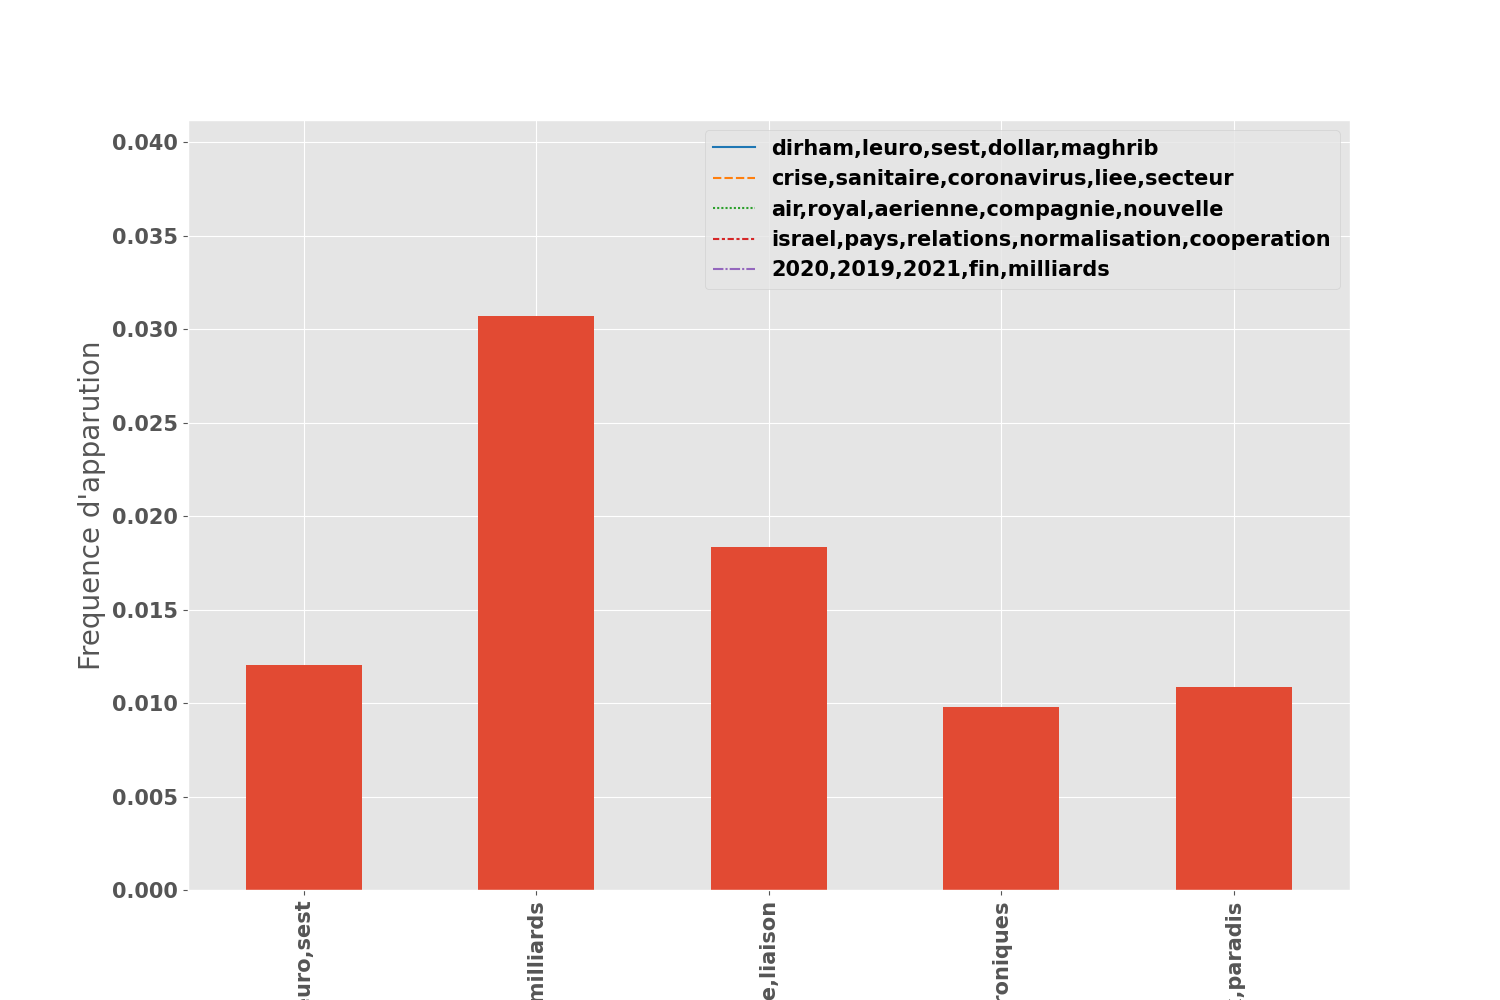 0.040
0.035
0.030
0.025
0.020
0.015
0.010
0.005
0.000
Frequence d'apparution
dirham,leuro,sest,dollar,maghrib
crise,sanitaire,coronavirus,liee,secteur
air,royal,aerienne,compagnie,nouvelle
israel,pays,relations,normalisation,cooperation
2020,2019,2021,fin,milliards
uro,sest
milliards
e,liaison
roniques
,paradis